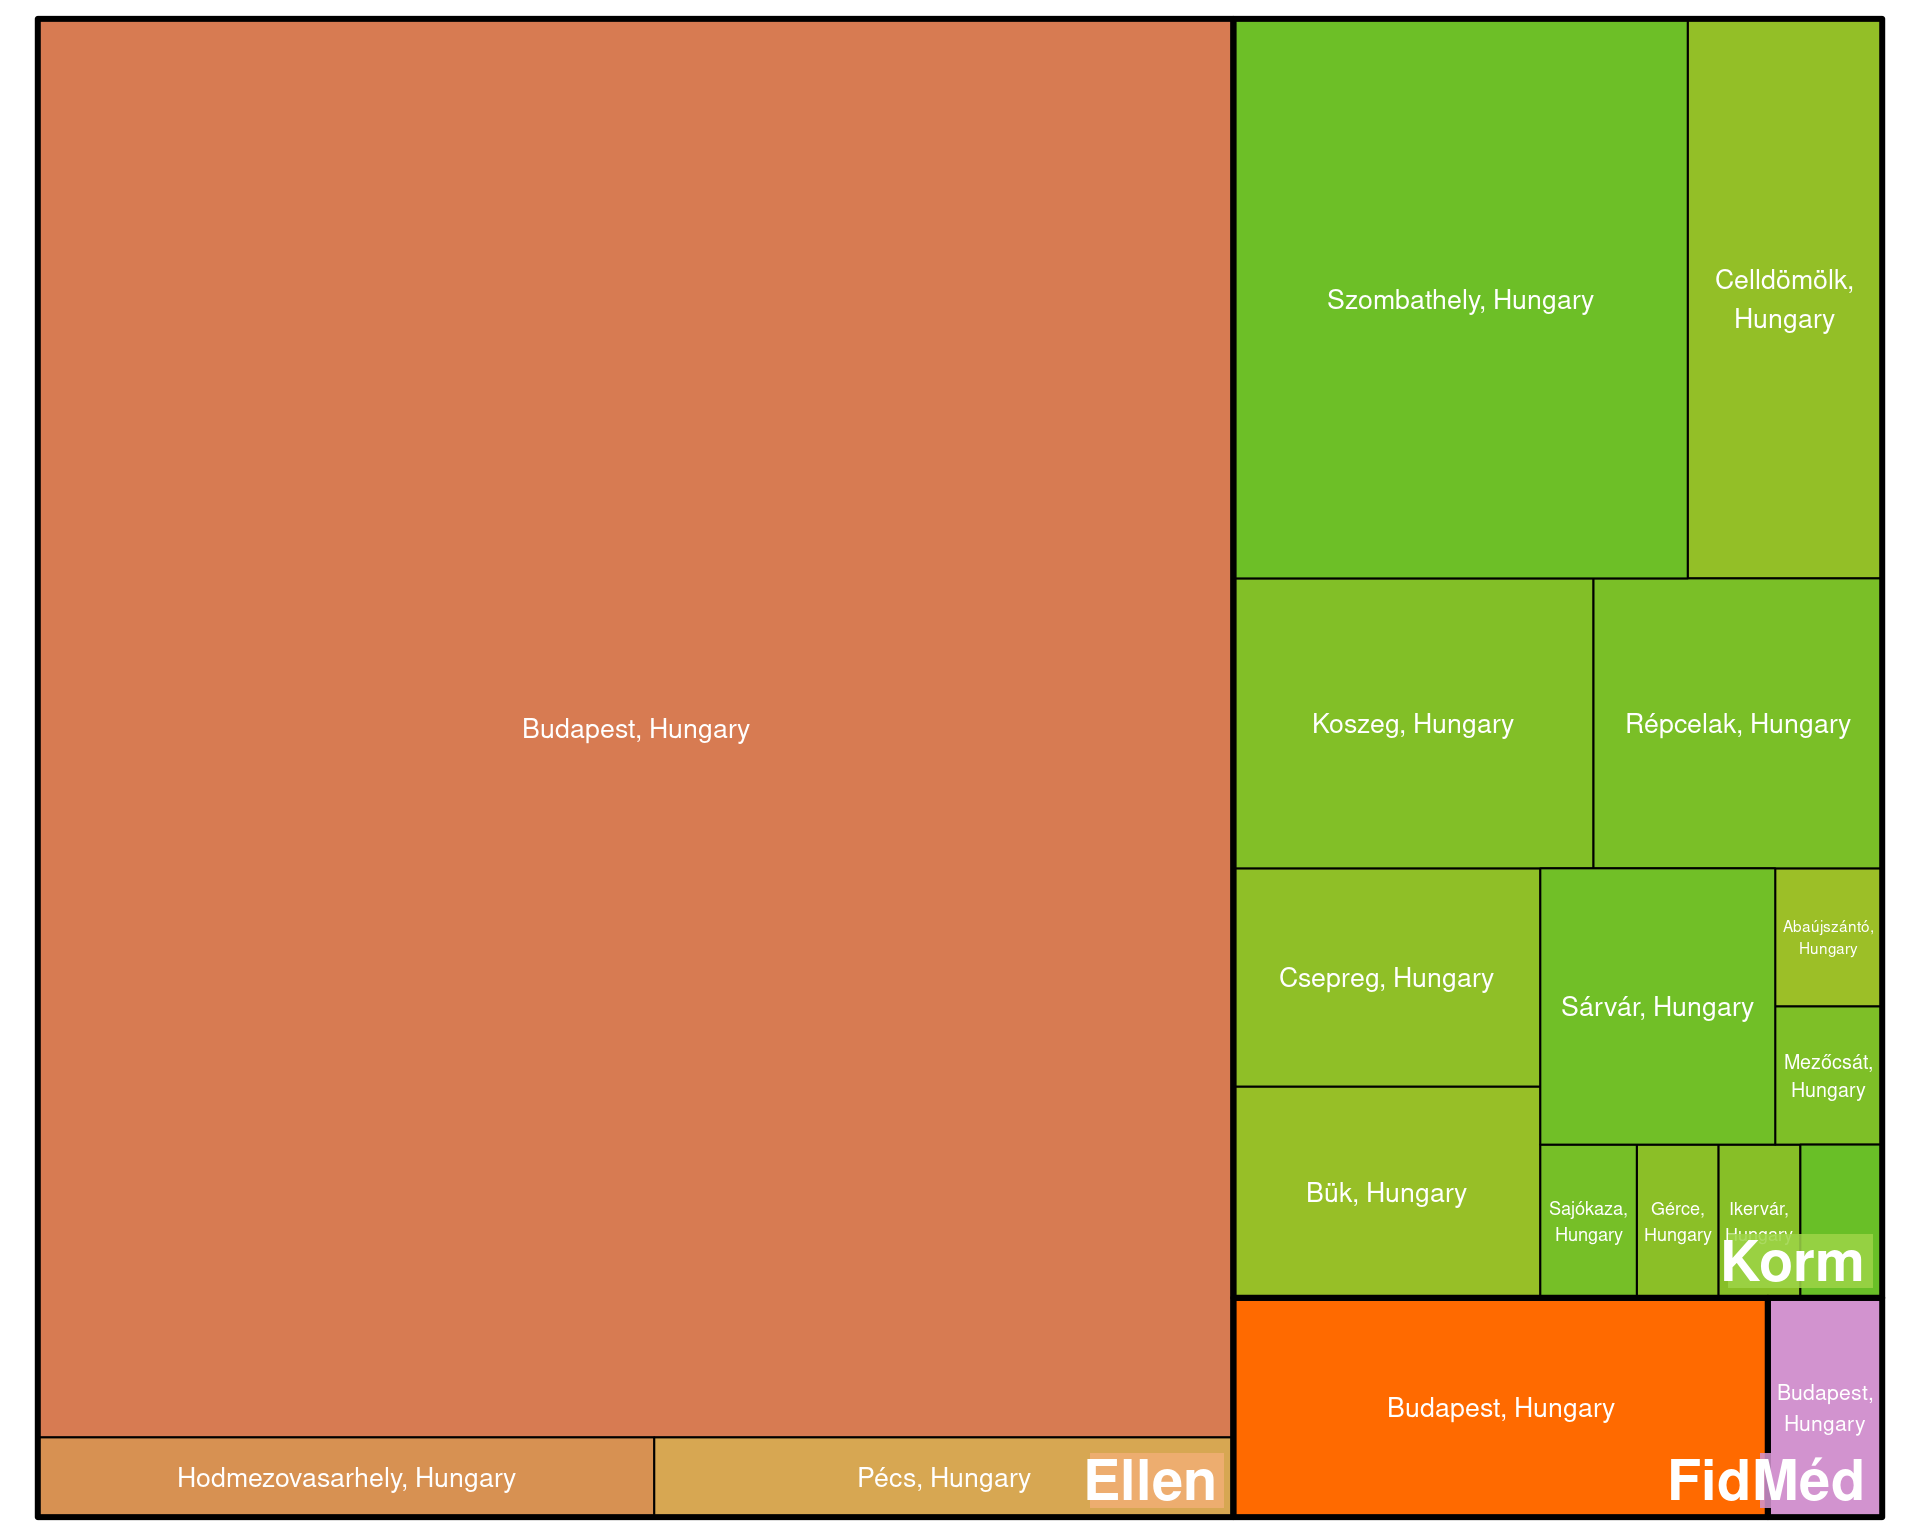 Szombathely, Hungary
Celldömölk,
Hungary
Budapest, Hungary
Koszeg, Hungary
Répcelak, Hungary
Csepreg, Hungary
Sárvár, Hungary
Abaújszántó,
Hungary
Mezőcsát,
Hungary
Bük, Hungary
Sajókaza,
Hungary
Gérce,
Hungary
Ikervár,
Hungary
Korm
Budapest, Hungary
Budapest,
Hungary
Hodmezovasarhely, Hungary
Pécs, Hungary
Ellen
FidMéd